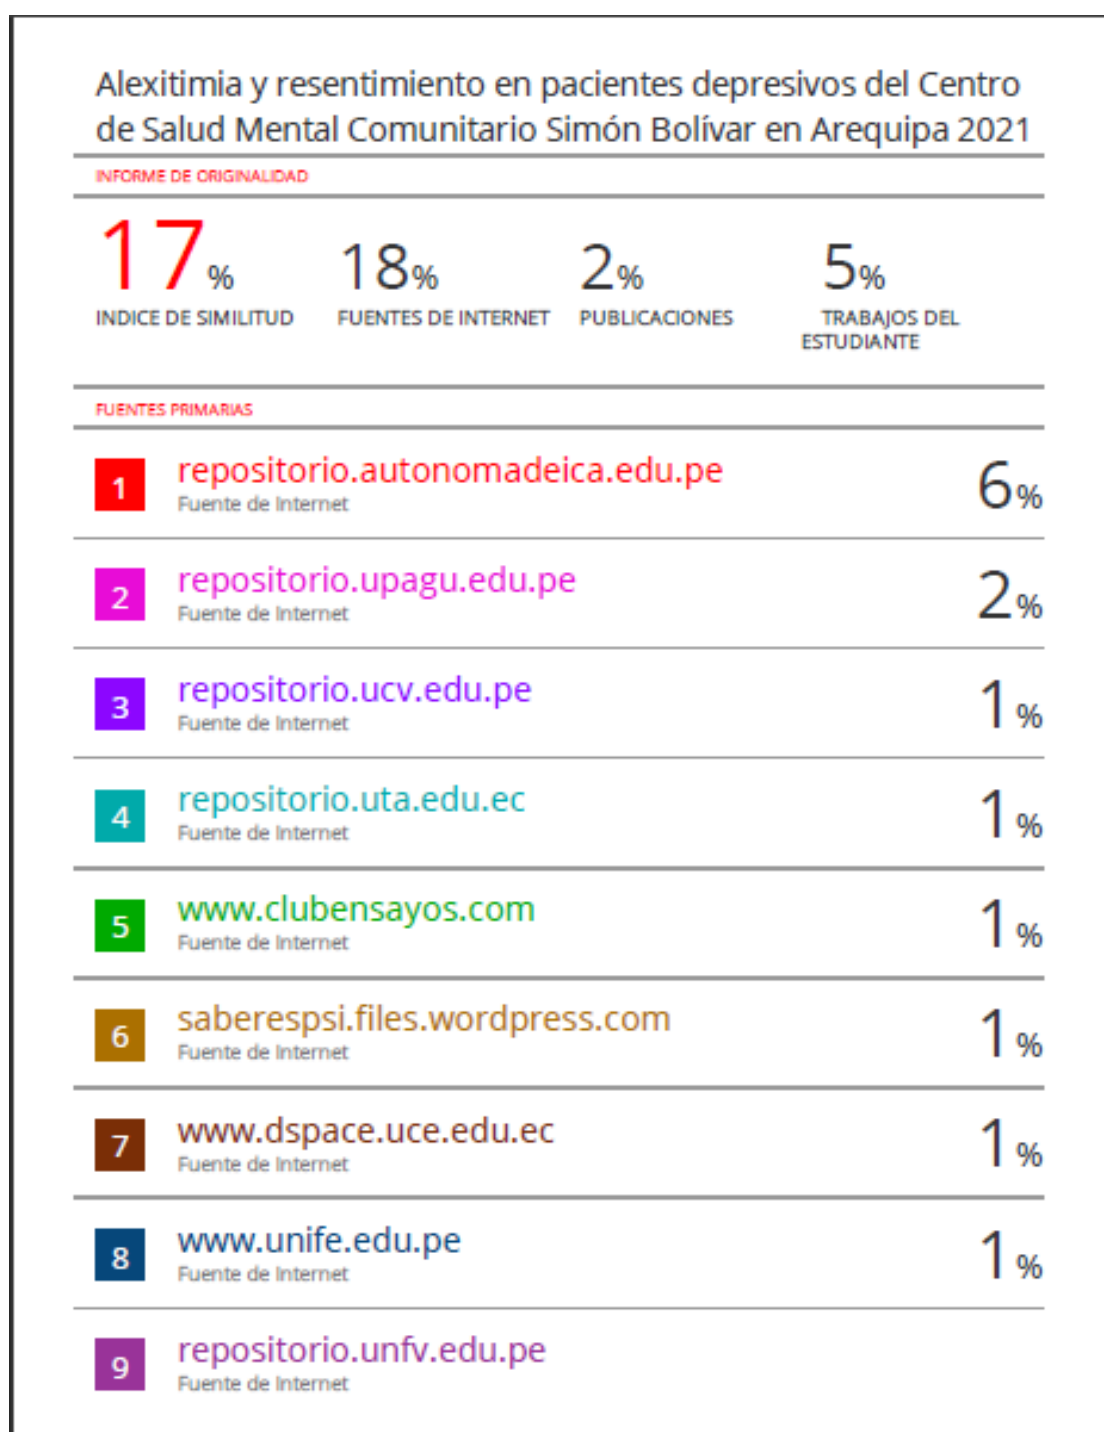 Alexitimia y resentimiento en pacientes depresivos del Centro
de Salud Mental Comunitario Simón Bolívar en Arequipa 2021
INFORME DE ORIGINALIDAD
17% 18% 2% 5%
INDICE DE SIMILITUD FUENTES DE INTERNET PUBLICACIONES TRABAJOS DEL
ESTUDIANTE
FUENTES PRIMARIAS
1 repositorio.autonomadeica.edu.pe 6%
Fuente de Internet
2 repositorio.upagu.edu.pe 2%
Fuente de Internet
3 repositorio.ucv.edu.pe 1%
Fuente de Internet
4 repositorio.uta.edu.ec 1%
Fuente de Internet
5 www.clubensayos.com 1%
Fuente de Internet
6 saberespsi.files.wordpress.com 1%
Fuente de Internet
7 www.dspace.uce.edu.ec 1%
Fuente de Internet
8 www.unife.edu.pe 1%
Fuente de Internet
9 repositorio.unfv.edu.pe
Fuente de Internet